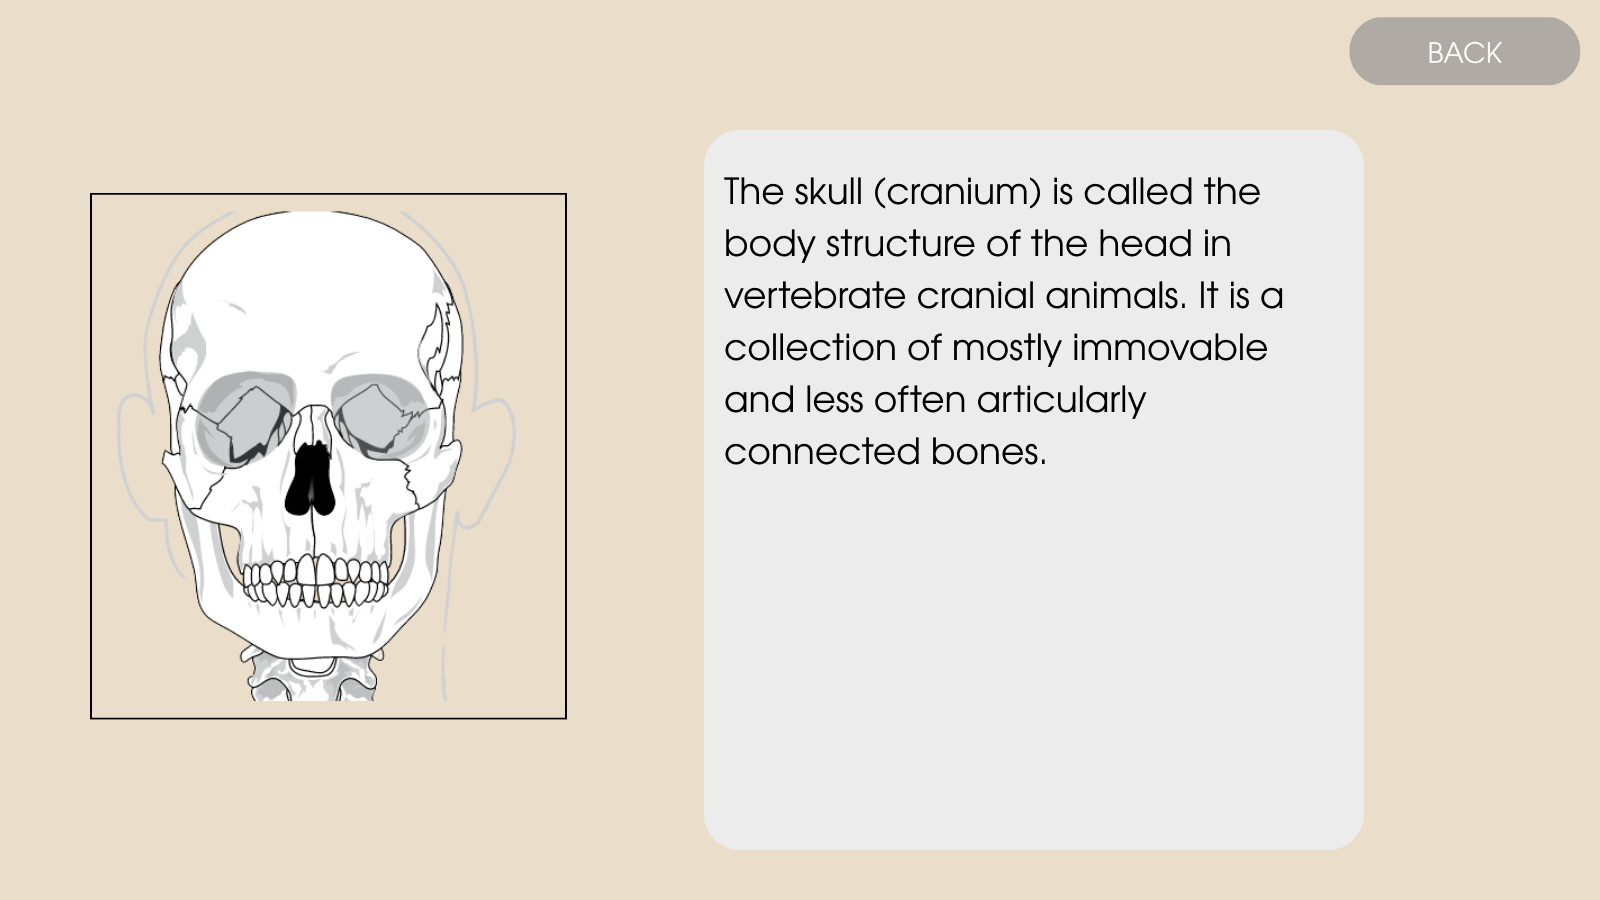 BACK
The skull (cranium) is called the
body structure of the head in
vertebrate cranial animals. It is a
collection of mostly immovable
and less often articularly
connected bones.